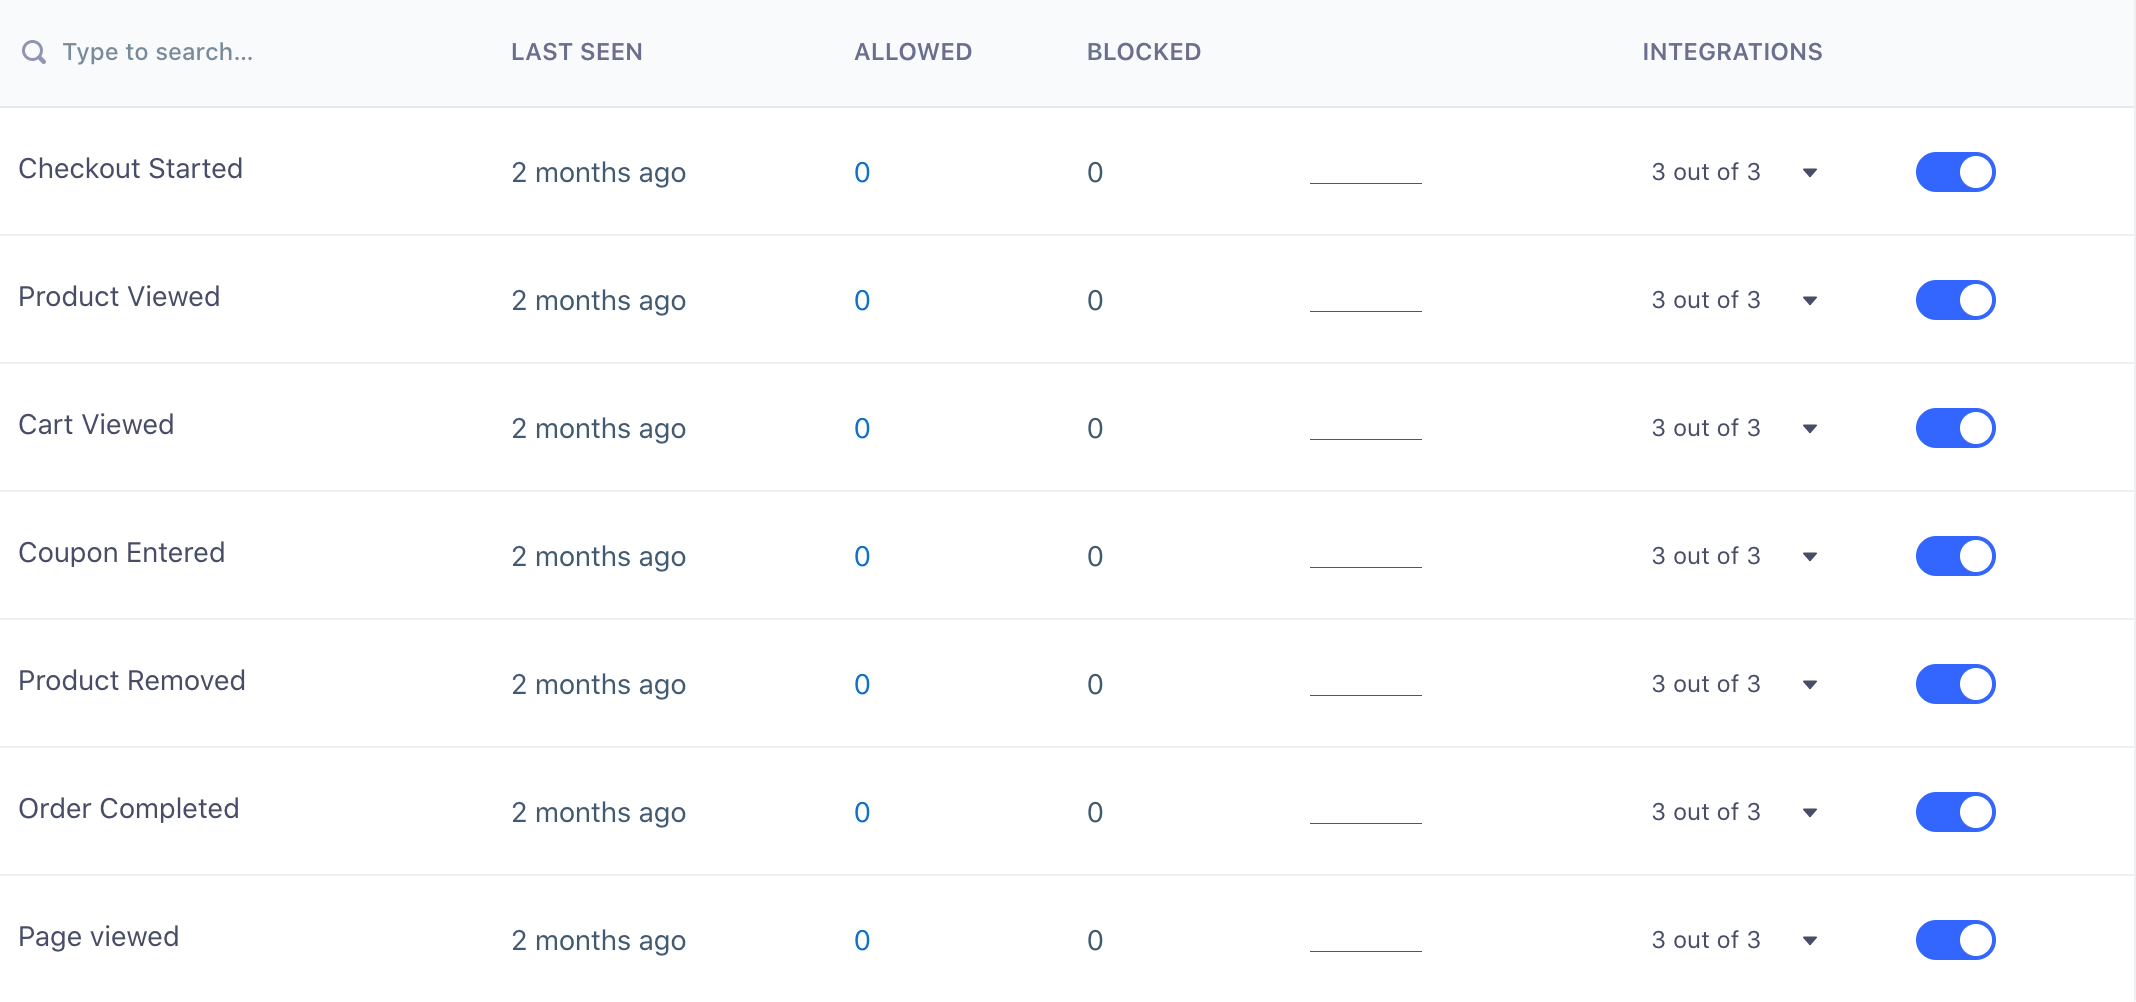 Type to search... LAST SEEN ALLOWED BLOCKED INTEGRATIONS
Checkout Started 2 months ago 0 0 3 out of 3
Product Viewed 2 months ago 0 0 3 out of 3
Cart Viewed 2 months ago 0 0 3 out of 3
Coupon Entered 2 months ago 0 0 3 out of 3
Product Removed 2 months ago 0 0 3 out of 3
Order Completed 2 months ago 0 0 3 out of 3
Page viewed 2 months ago 0 0 3 out of 3